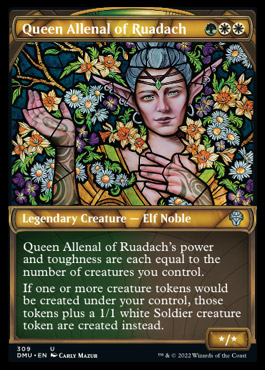 Queen Allenal of Ruadach
Legendary Creature — Elf Noble
Queen Allenal of Ruadach's power
and toughness are each equal to the
number of creatures you control.
If one or more creature tokens would
be created under your control, those
tokens plus a 1/1 white Soldier creature
token are created instead.
*/*
309 U
DMU • EN CARLY MAZUR
™ & © 2022 Wizards of the Coast